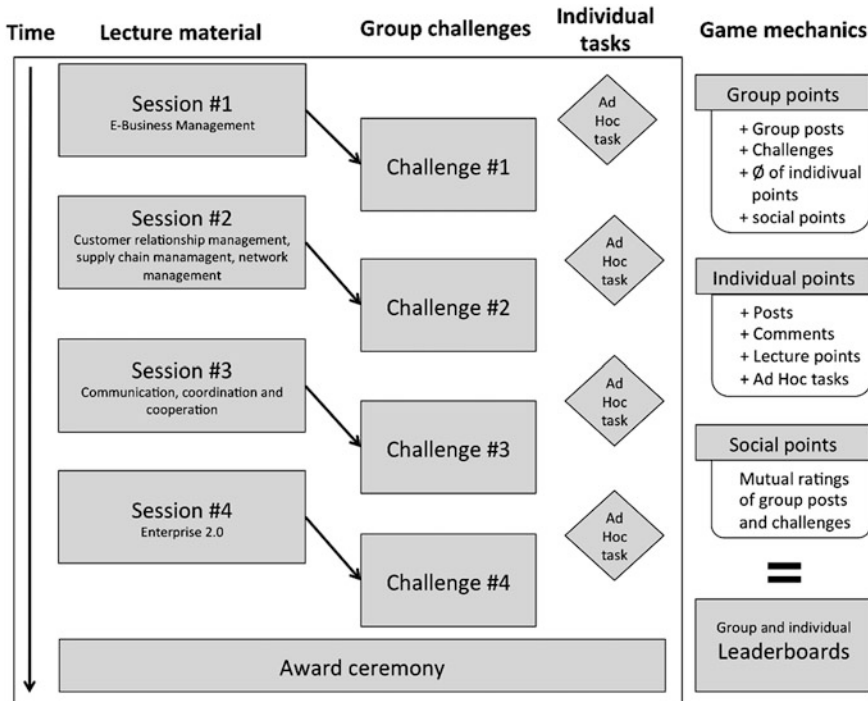 Time
Lecture material
Group challenges
Individual
tasks
Game mechanics
Session #1
E-Business Management
Challenge #1
Ad
Hoc
task
Session #2
Customer relationship management,
supply chain manamagent, network
management
Challenge #2
Ad
Hoc
task
Session #3
Communication, coordination and
cooperation
Challenge #3
Ad
Hoc
task
Session #4
Enterprise 2.0
Challenge #4
Ad
Hoc
task
Award ceremony
Group points
+ Group posts
+ Challenges
+ Ø of indidivual
points
+ social points
Individual points
+ Posts
+ Comments
+ Lecture points
+ Ad Hoc tasks
Social points
Mutual ratings
of group posts
and challenges
=
Group and individual
Leaderboards